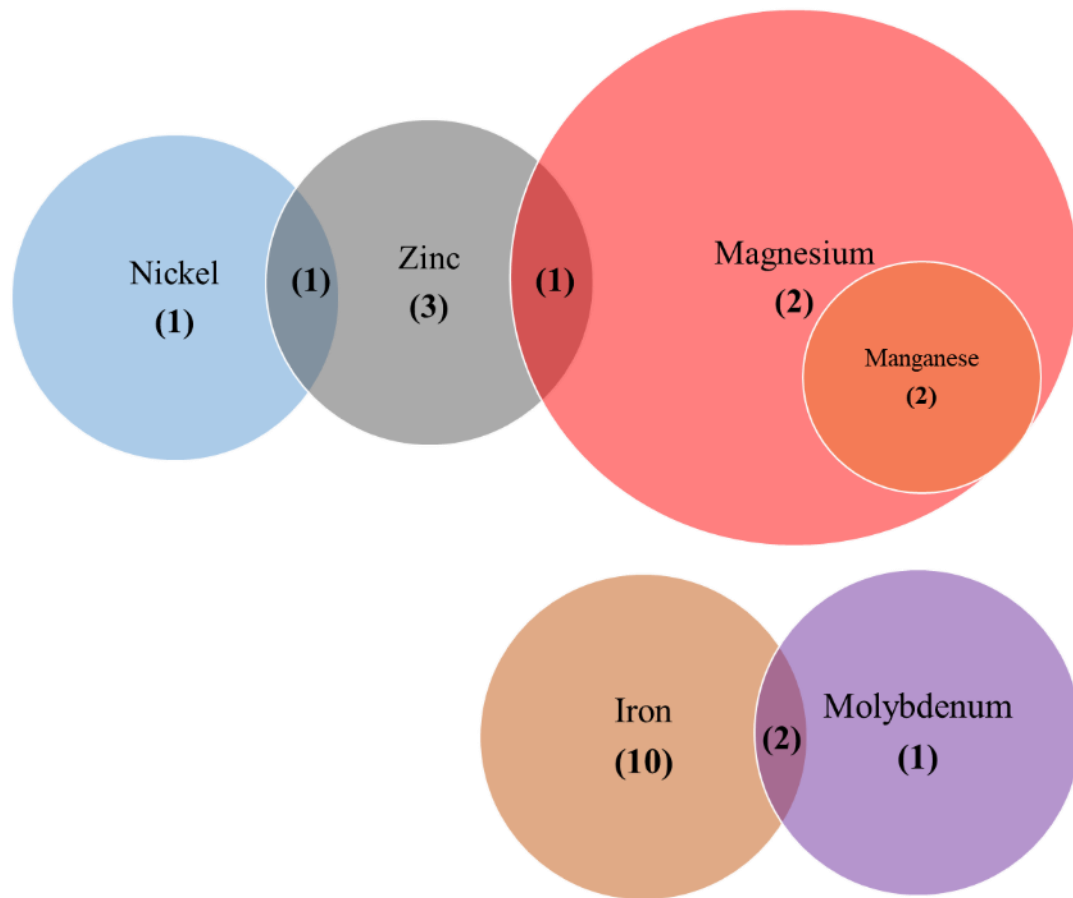 Nickel
(1)
(1)
Zinc
(3)
(1)
Magnesium
(2)
Manganese
(2)
Iron
(10)
(2)
Molybdenum
(1)